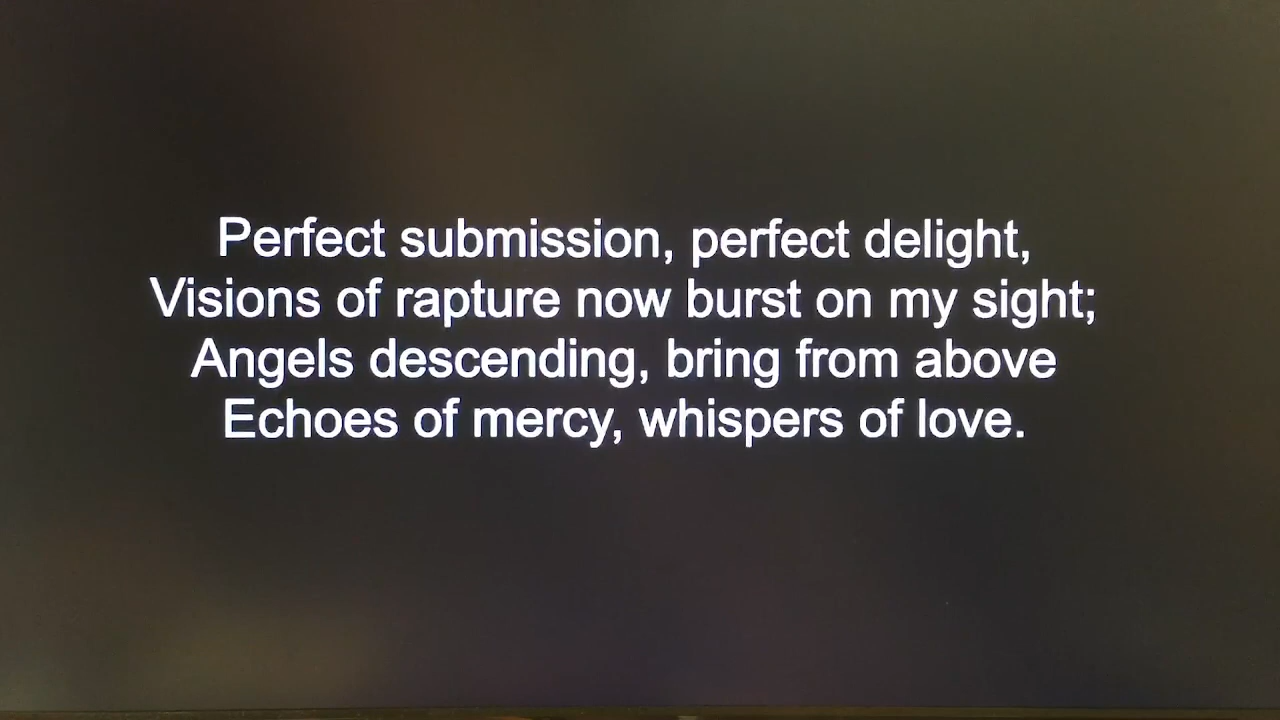 Perfect submission, perfect delight,
Visions of rapture now burst on my sight;
Angels descending, bring from above
Echoes of mercy, whispers of love.